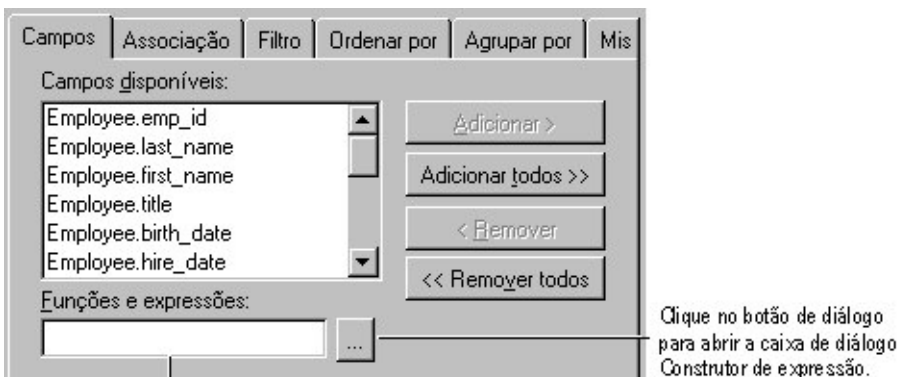 Campos Associação Filtro Ordenar por Agrupar por Mis
Campos disponíveis:
Employee.emp_id
Employee.last_name
Employee.first_name
Employee.title
Employee.birth_date
Employee.hire_date
Adicionar >
Adicionar todos >>
< Remover
<< Remover todos
Funções e expressões:
...
Clique no botão de diálogo
para abrir a caixa de diálogo
Construtor de expressão.